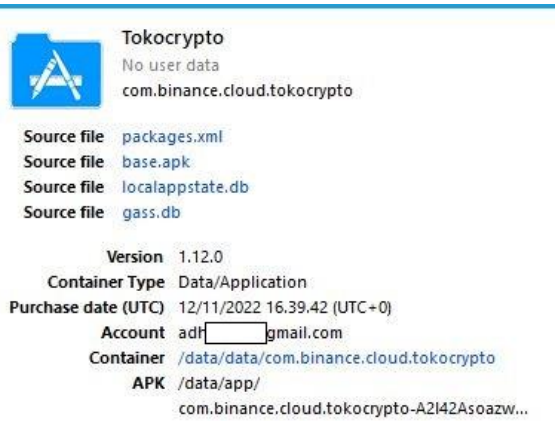 Tokocrypto
No user data
com.binance.cloud.tokocrypto
Source file packages.xml
Source file base.apk
Source file localappstate.db
Source file gass.db
Version 1.12.0
Container Type Data/Application
Purchase date (UTC) 12/11/2022 16.39.42 (UTC+0)
Account adh gmail.com
Container /data/data/com.binance.cloud.tokocrypto
APK /data/app/
com.binance.cloud.tokocrypto-A2I42Asoazw...